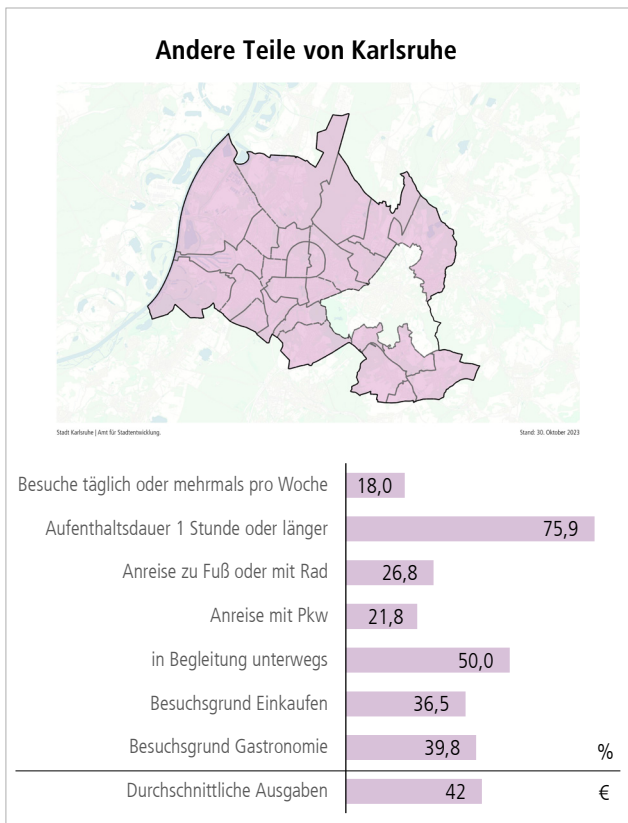 Andere Teile von Karlsruhe
Stadt Karlsruhe | Amt für Stadtentwicklung. Stand: 30. Oktober 2023
Besuche täglich oder mehrmals pro Woche 18,0
Aufenthaltsdauer 1 Stunde oder länger 75,9
Anreise zu Fuß oder mit Rad 26,8
Anreise mit Pkw 21,8
in Begleitung unterwegs 50,0
Besuchsgrund Einkaufen 36,5
Besuchsgrund Gastronomie 39,8 %
Durchschnittliche Ausgaben 42 €